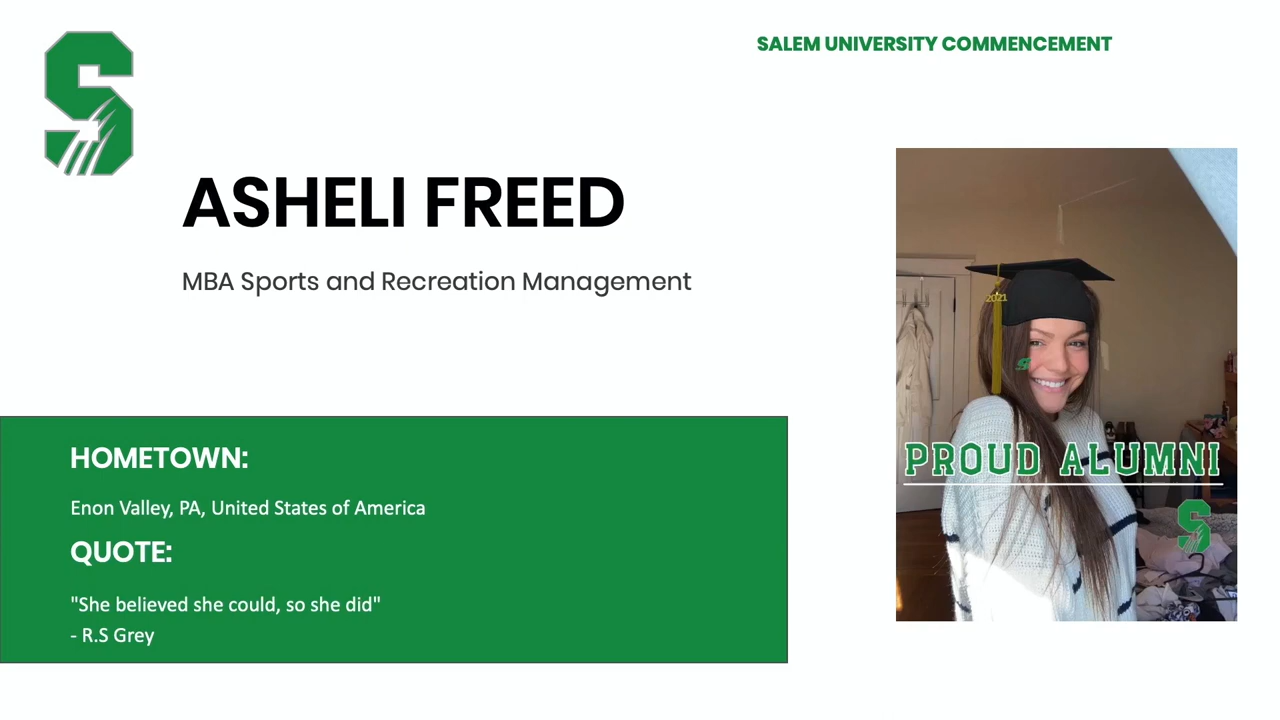 SALEM UNIVERSITY COMMENCEMENT
S
ASHELI FREED
MBA Sports and Recreation Management
2021
S
PROUD ALUMNI
S
HOMETOWN:
Enon Valley, PA, United States of America
QUOTE:
"She believed she could, so she did"
- R.S Grey